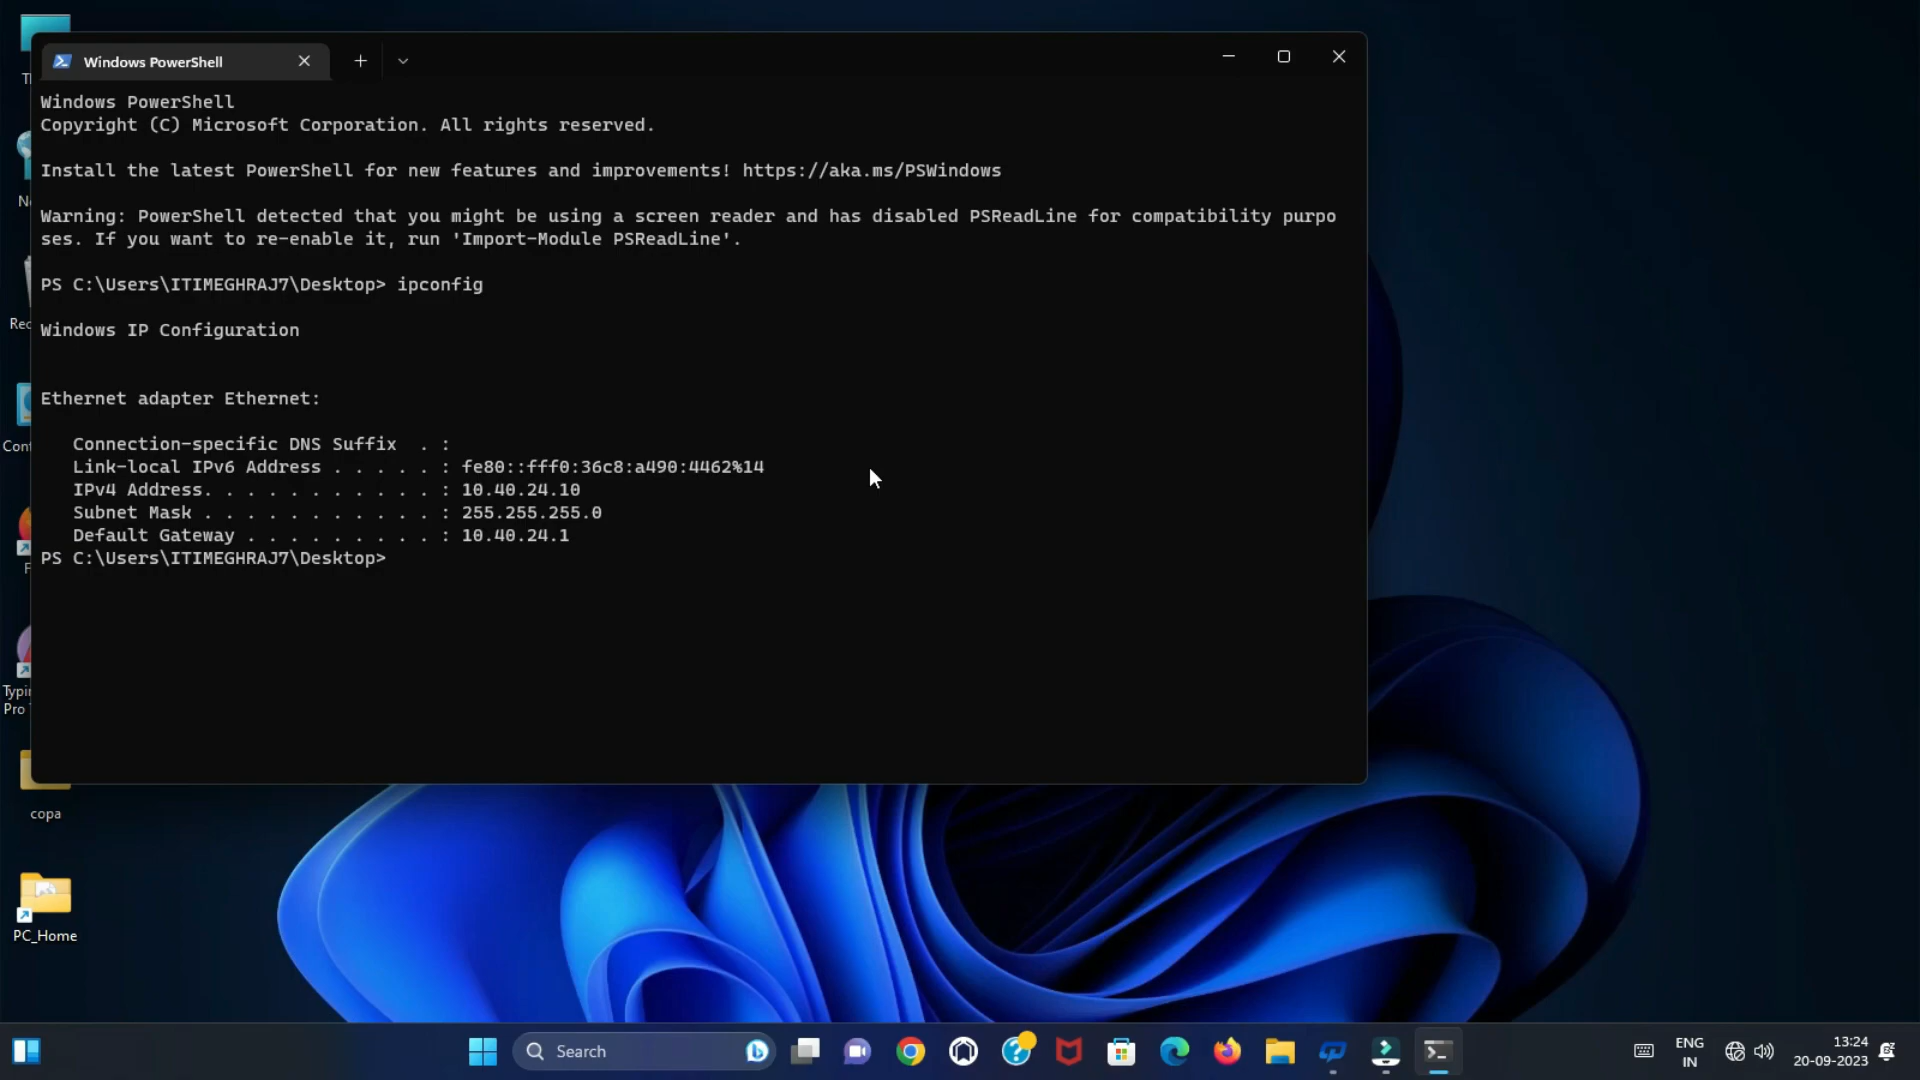 Windows PowerShell
Windows PowerShell
Copyright (C) Microsoft Corporation. All rights reserved.
Install the latest PowerShell for new features and improvements! https://aka.ms/PSWindows
Warning: PowerShell detected that you might be using a screen reader and has disabled PSReadLine for compatibility purpo
ses. If you want to re-enable it, run 'Import-Module PSReadLine'.
PS C:\Users\ITIMEGHRAJ7\Desktop> ipconfig
Windows IP Configuration
Ethernet adapter Ethernet:
Connection-specific DNS Suffix  . :
Link-local IPv6 Address . . . . . : fe80::fff0:36c8:a490:4462%14
IPv4 Address. . . . . . . . . . . : 10.40.24.10
Subnet Mask . . . . . . . . . . . : 255.255.255.0
Default Gateway . . . . . . . . . : 10.40.24.1
PS C:\Users\ITIMEGHRAJ7\Desktop>
Pro
copa
PC_Home
Search
ENG
IN
13:24
20-09-2023